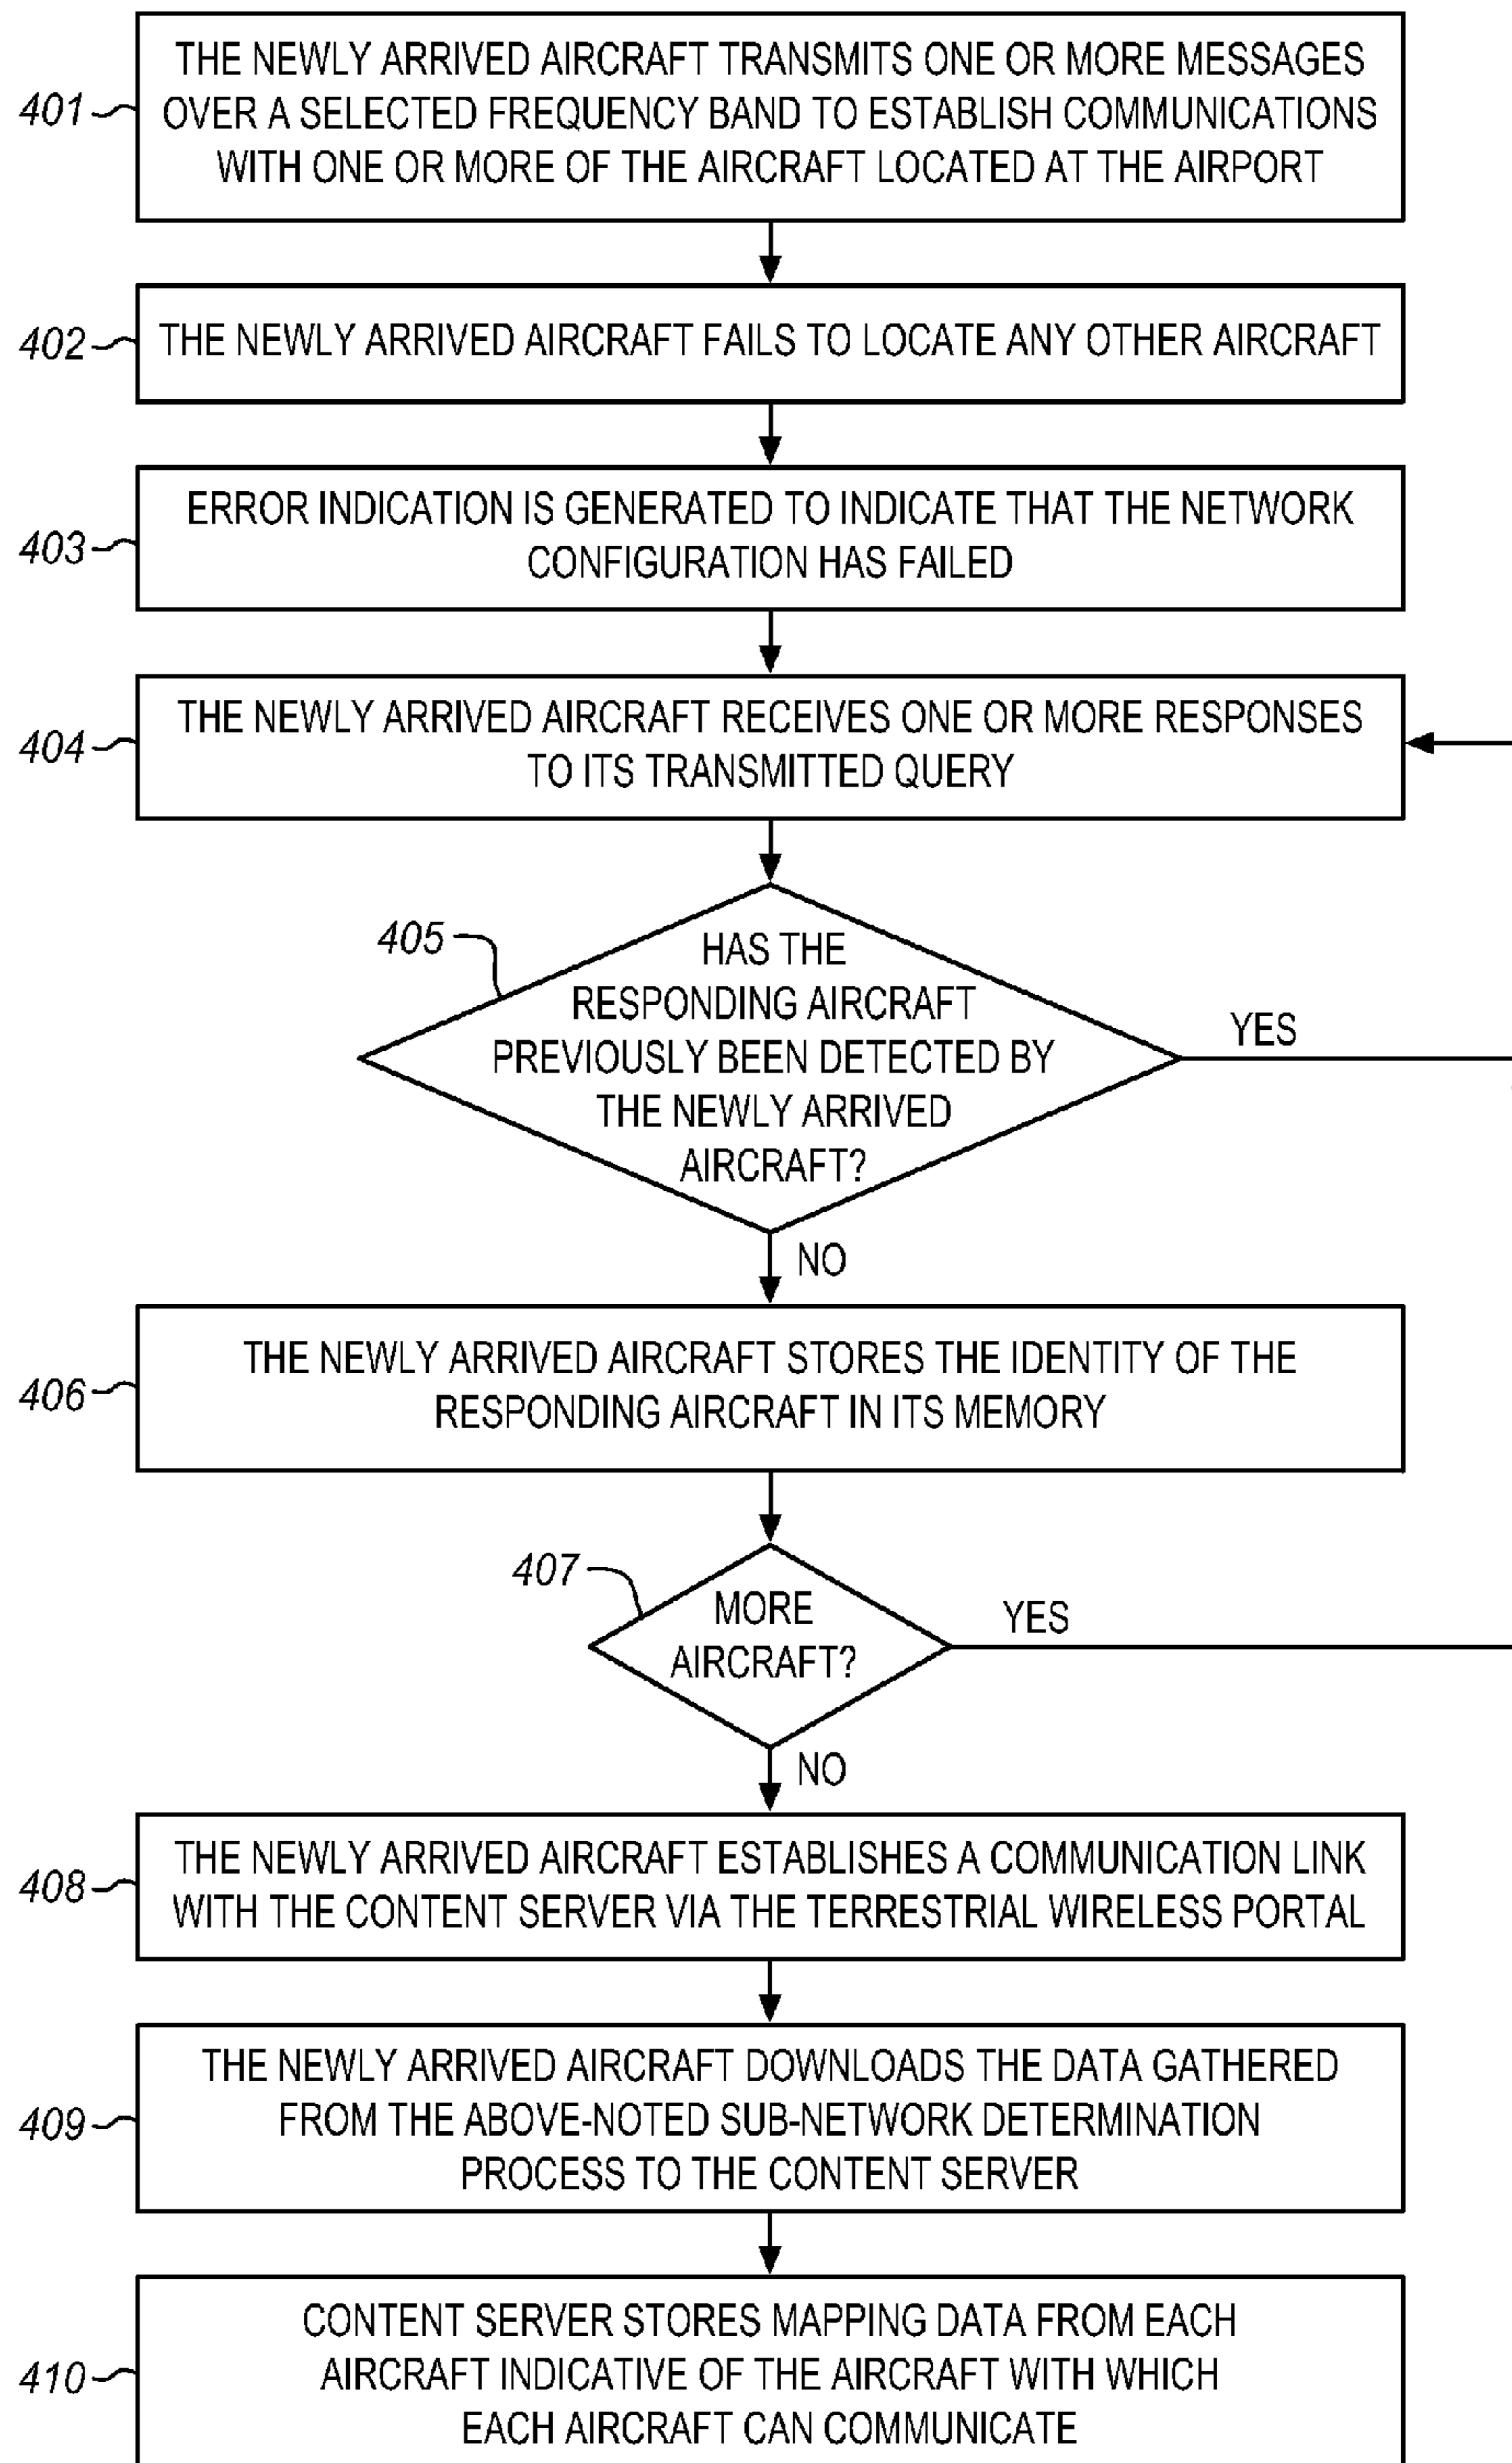 401
THE NEWLY ARRIVED AIRCRAFT TRANSMITS ONE OR MORE MESSAGES
OVER A SELECTED FREQUENCY BAND TO ESTABLISH COMMUNICATIONS
WITH ONE OR MORE OF THE AIRCRAFT LOCATED AT THE AIRPORT
402
THE NEWLY ARRIVED AIRCRAFT FAILS TO LOCATE ANY OTHER AIRCRAFT
403
ERROR INDICATION IS GENERATED TO INDICATE THAT THE NETWORK
CONFIGURATION HAS FAILED
404
THE NEWLY ARRIVED AIRCRAFT RECEIVES ONE OR MORE RESPONSES
TO ITS TRANSMITTED QUERY
405
HAS THE
RESPONDING AIRCRAFT
PREVIOUSLY BEEN DETECTED BY
THE NEWLY ARRIVED
AIRCRAFT?
YES
NO
406
THE NEWLY ARRIVED AIRCRAFT STORES THE IDENTITY OF THE
RESPONDING AIRCRAFT IN ITS MEMORY
407
MORE
AIRCRAFT?
YES
NO
408
THE NEWLY ARRIVED AIRCRAFT ESTABLISHES A COMMUNICATION LINK
WITH THE CONTENT SERVER VIA THE TERRESTRIAL WIRELESS PORTAL
409
THE NEWLY ARRIVED AIRCRAFT DOWNLOADS THE DATA GATHERED
FROM THE ABOVE-NOTED SUB-NETWORK DETERMINATION
PROCESS TO THE CONTENT SERVER
410
CONTENT SERVER STORES MAPPING DATA FROM EACH
AIRCRAFT INDICATIVE OF THE AIRCRAFT WITH WHICH
EACH AIRCRAFT CAN COMMUNICATE